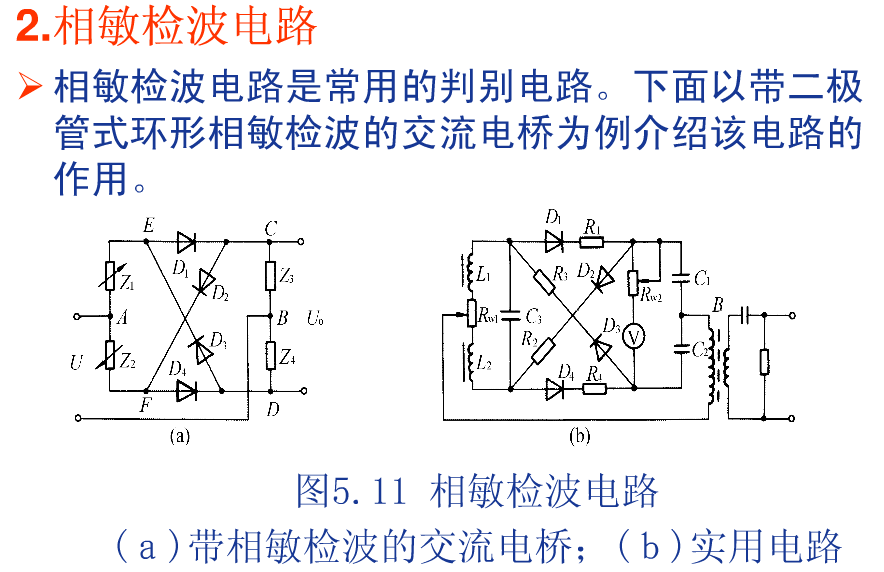 2.相敏检波电路
➢ 相敏检波电路是常用的判别电路。下面以带二极
管式环形相敏检波的交流电桥为例介绍该电路的
作用。
E C
D1 Z1 D2 Z3
A B U0
U Z2 D3 D4 Z4
F D
(a)
D1 R1
L1 R3 D2 RW2 C1
RW1 C3 B
R2 D3 V C2
L2 D4 R4
(b)
图5.11 相敏检波电路
(a)带相敏检波的交流电桥；(b)实用电路